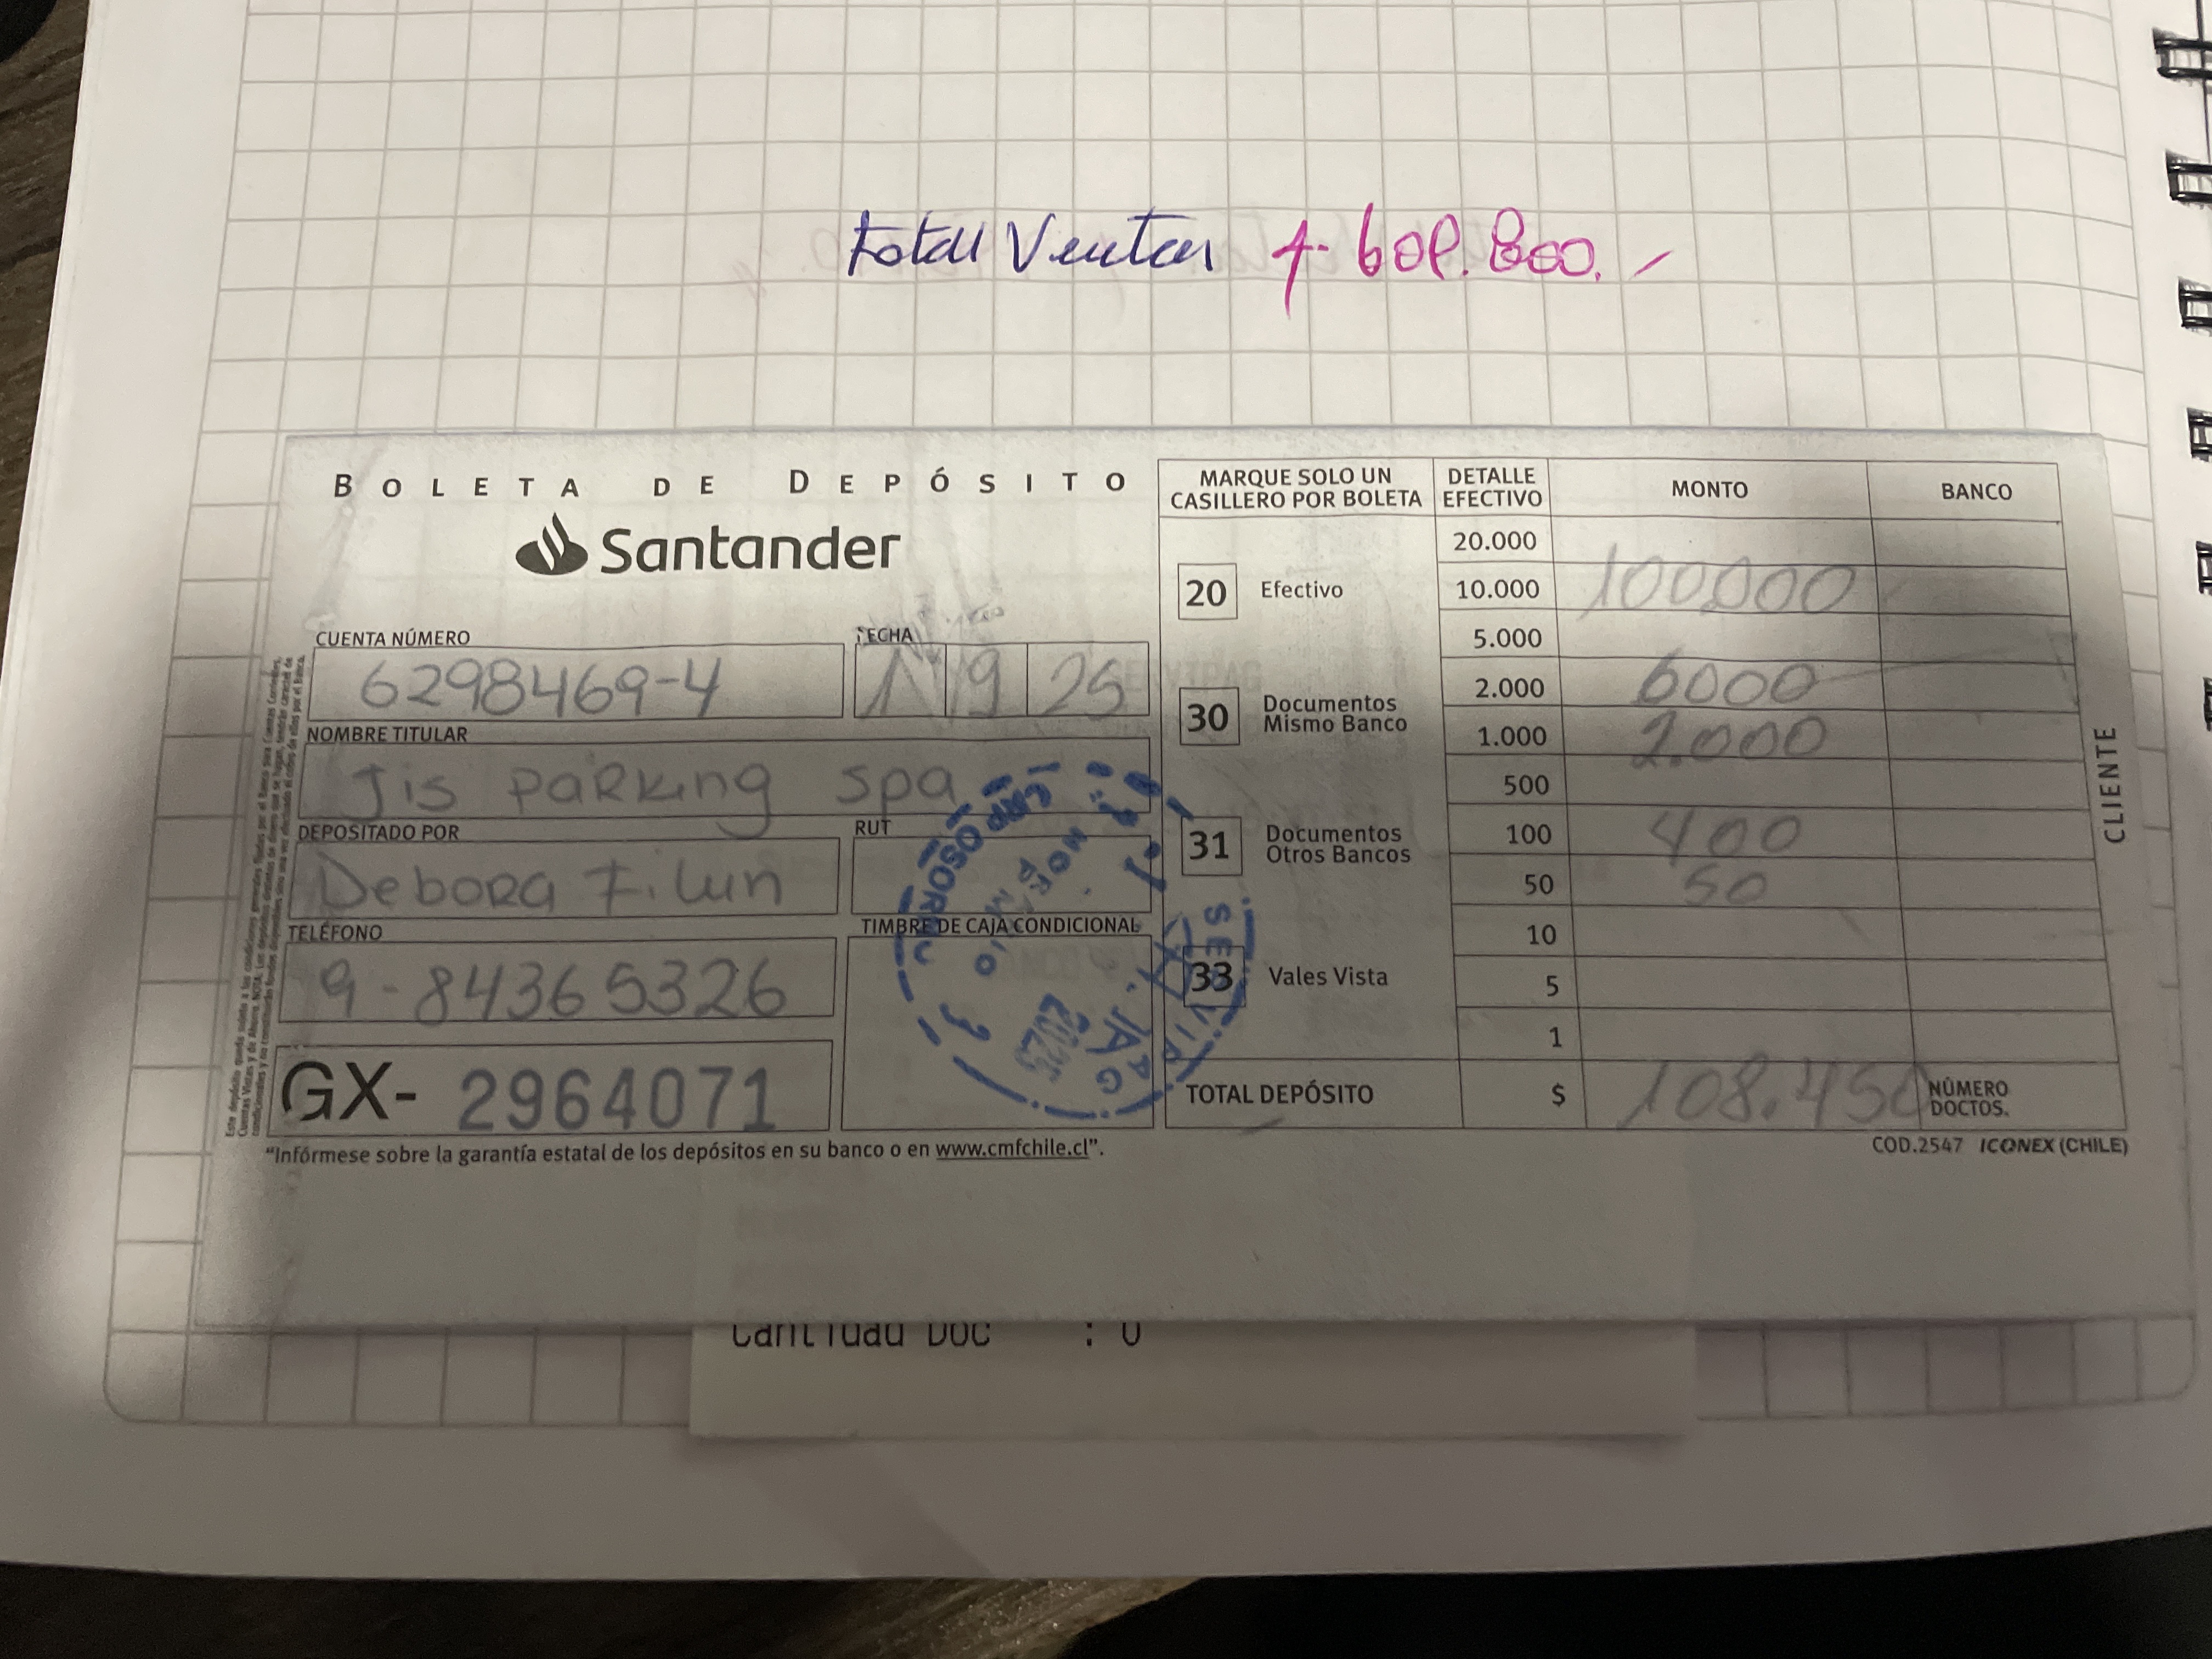 Total Ventas $ 608.800.-
BOLETA DE DEPÓSITO
Santander
CUENTA NÚMERO
6298469-4
FECHA
9 25
NOMBRE TITULAR
Jis parking spa
DEPOSITADO POR
Debora Filun
RUT
TELÉFONO
9-84365326
TIMBRE DE CAJA CONDICIONAL
GX- 2964071
"Infórmese sobre la garantía estatal de los depósitos en su banco o en www.cmfchile.cl".
MARQUE SOLO UN CASILLERO POR BOLETA
20 Efectivo
30 Documentos Mismo Banco
31 Documentos Otros Bancos
33 Vales Vista
DETALLE EFECTIVO MONTO BANCO
20.000
10.000 100.000
5.000
2.000 6000
1.000 2.000
500
100 400
50 50
10
5
1
TOTAL DEPÓSITO $ 108.450
NÚMERO DOCTOS.
CLIENTE
COD.2547 ICONEX (CHILE)
OSORNO
2025
Cantidad Doc : 0